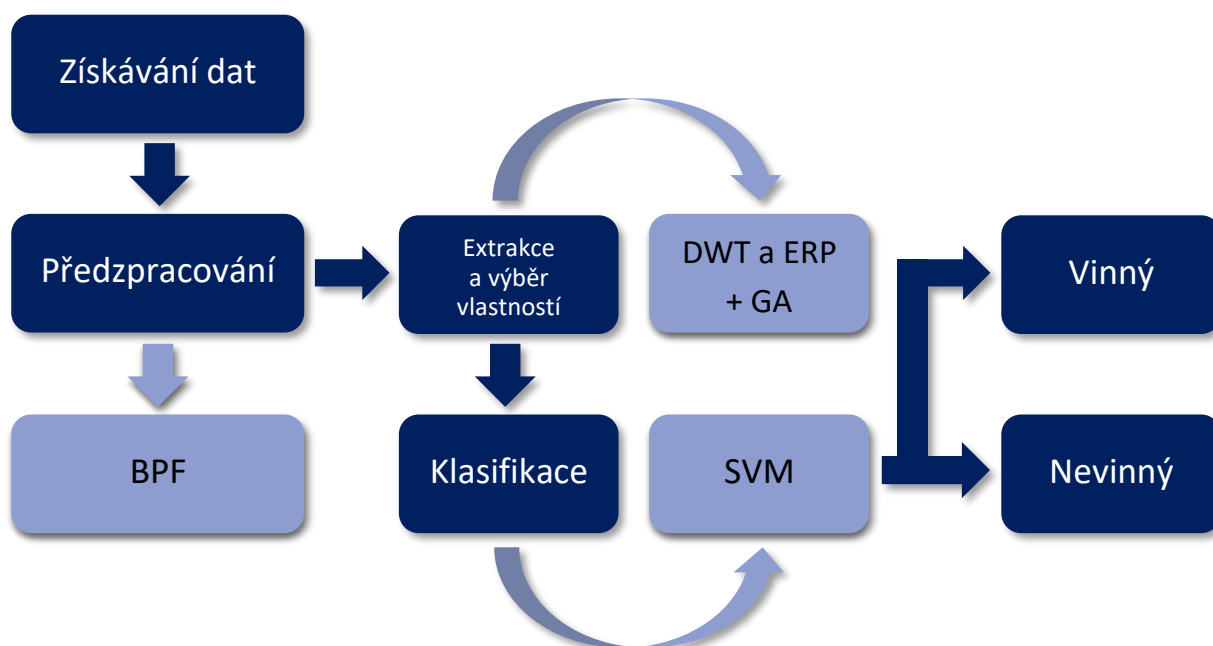 Získávání dat
Předzpracování
Extrakce
a výběr
vlastností
DWT a ERP
+ GA
Vinný
BPF
Klasifikace
SVM
Nevinný